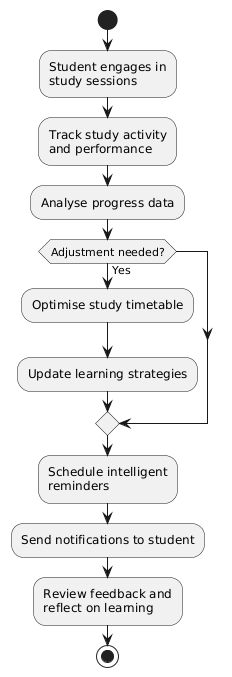 Student engages in
study sessions
Track study activity
and performance
Analyse progress data
Adjustment needed?
Yes
Optimise study timetable
Update learning strategies
Schedule intelligent
reminders
Send notifications to student
Review feedback and
reflect on learning